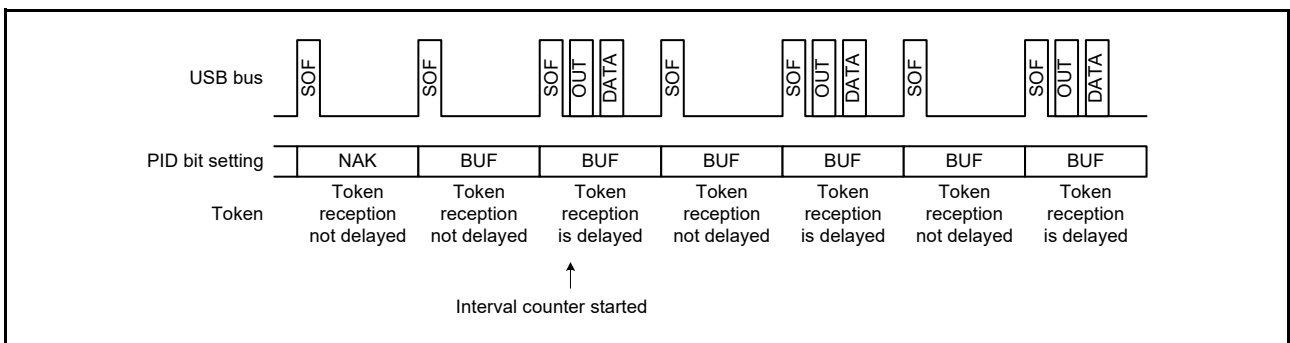 USB bus
SOF
SOF
SOF
OUT
DATA
SOF
SOF
OUT
DATA
SOF
SOF
OUT
DATA
PID bit setting
NAK
BUF
BUF
BUF
BUF
BUF
BUF
Token
Token
reception
not delayed
Token
reception
not delayed
Token
reception
is delayed
Token
reception
not delayed
Token
reception
is delayed
Token
reception
not delayed
Token
reception
is delayed
Interval counter started